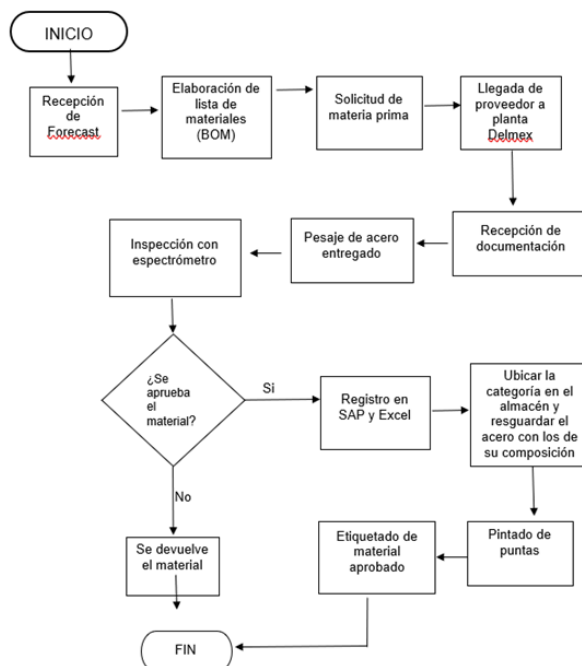 INICIO
Recepción
de
Forecast
Elaboración de
lista de
materiales
(BOM)
Solicitud de
materia prima
Llegada de
proveedor a
planta
Delmex
Recepción de
documentación
Pesaje de acero
entregado
Inspección con
espectrómetro
¿Se
aprueba
el
material?
Si
Registro en
SAP y Excel
Ubicar la
categoría en el
almacén y
resguardar el
acero con los de
su composición
No
Se devuelve
el material
Pintado de
puntas
Etiquetado de
material
aprobado
FIN